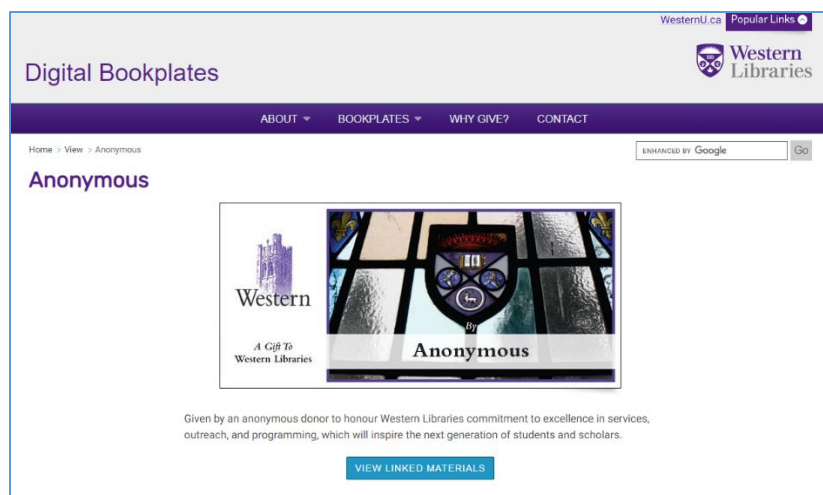 WesternU.ca Popular Links
Digital Bookplates
Western
Libraries
ABOUT BOOKPLATES WHY GIVE? CONTACT
Home > View > Anonymous
ENHANCED BY Google Go
Anonymous
Western
A Gift To
Western Libraries
By
Anonymous
Given by an anonymous donor to honour Western Libraries commitment to excellence in services,
outreach, and programming, which will inspire the next generation of students and scholars.
VIEW LINKED MATERIALS